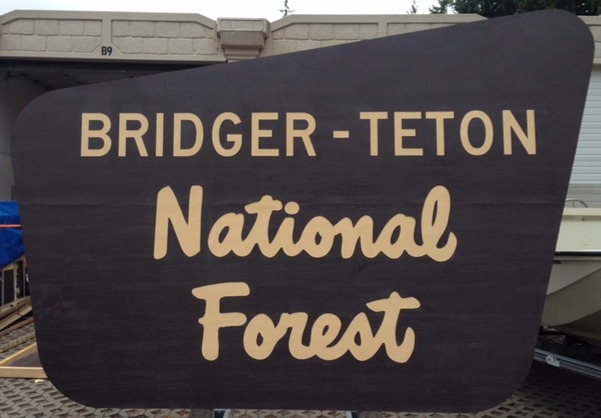 B9
BRIDGER - TETON
National
Forest